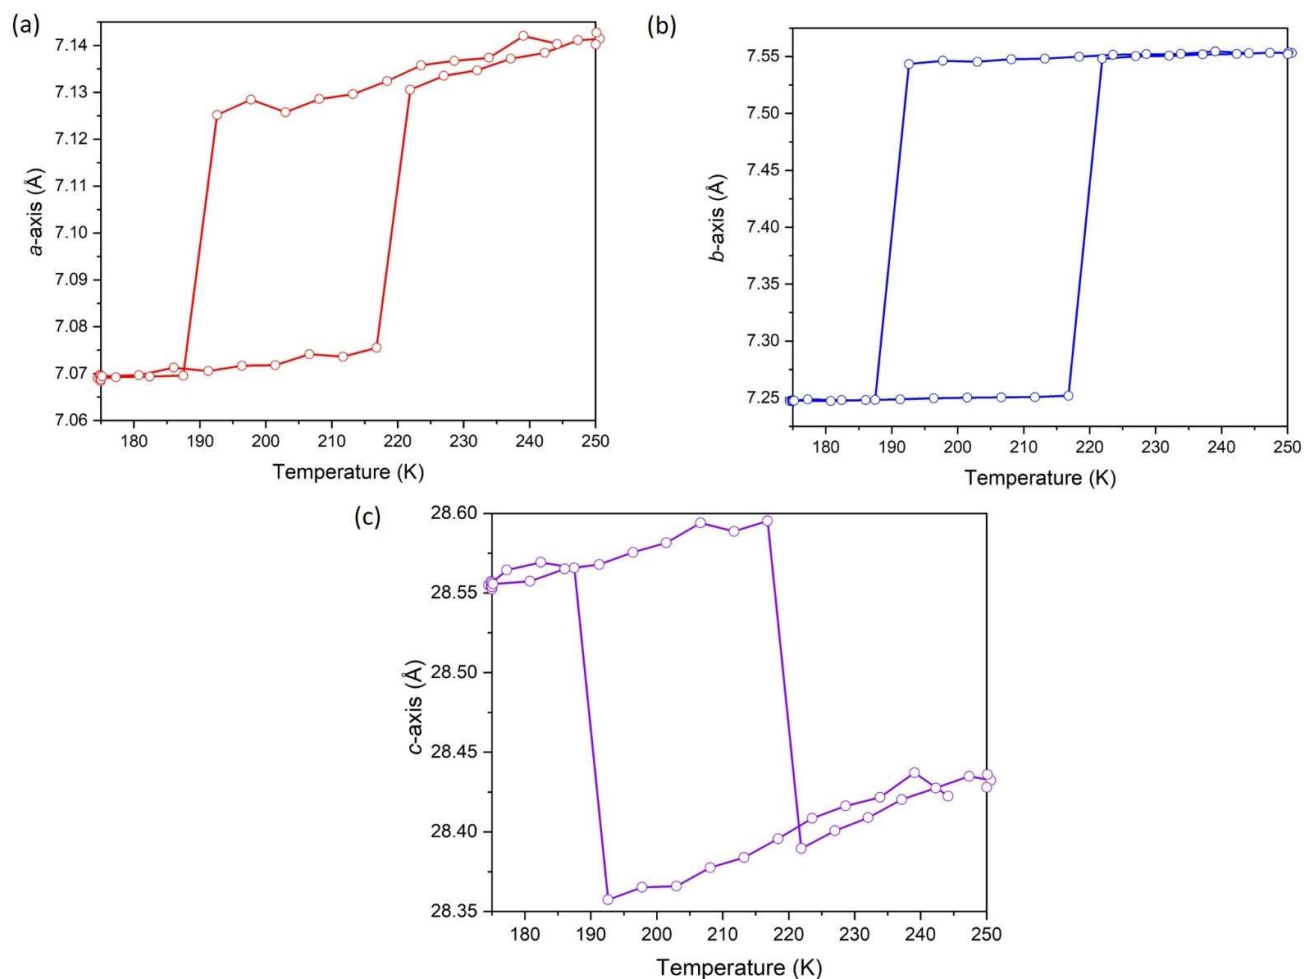 (a)
7.14
7.13
7.12
7.11
7.10
7.09
7.08
7.07
7.06
a-axis (Å)
180 190 200 210 220 230 240 250
Temperature (K)
(b)
7.55
7.50
7.45
7.40
7.35
7.30
7.25
b-axis (Å)
180 190 200 210 220 230 240 250
Temperature (K)
(c)
28.60
28.55
28.50
28.45
28.40
28.35
c-axis (Å)
180 190 200 210 220 230 240 250
Temperature (K)